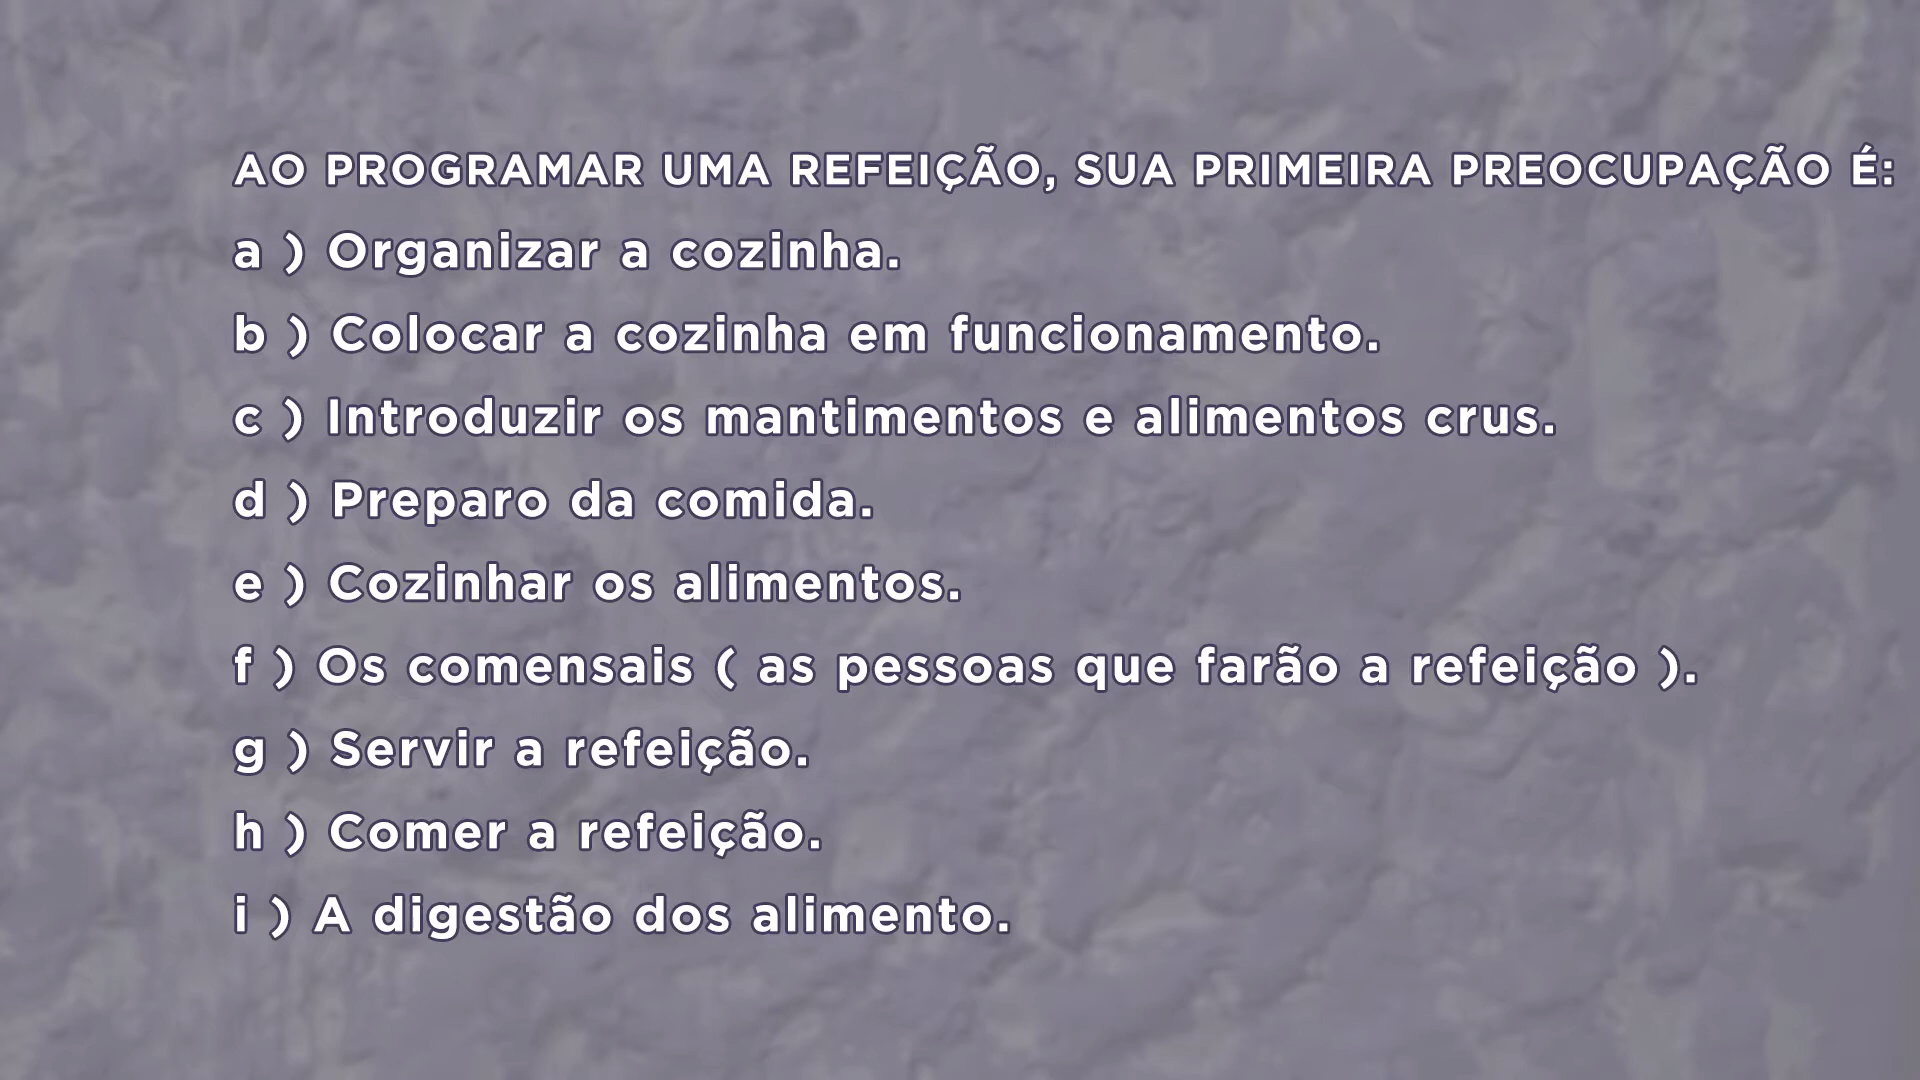 AO PROGRAMAR UMA REFEIÇÃO, SUA PRIMEIRA PREOCUPAÇÃO É:
a ) Organizar a cozinha.
b ) Colocar a cozinha em funcionamento.
c ) Introduzir os mantimentos e alimentos crus.
d ) Preparo da comida.
e ) Cozinhar os alimentos.
f ) Os comensais ( as pessoas que farão a refeição ).
g ) Servir a refeição.
h ) Comer a refeição.
i ) A digestão dos alimento.